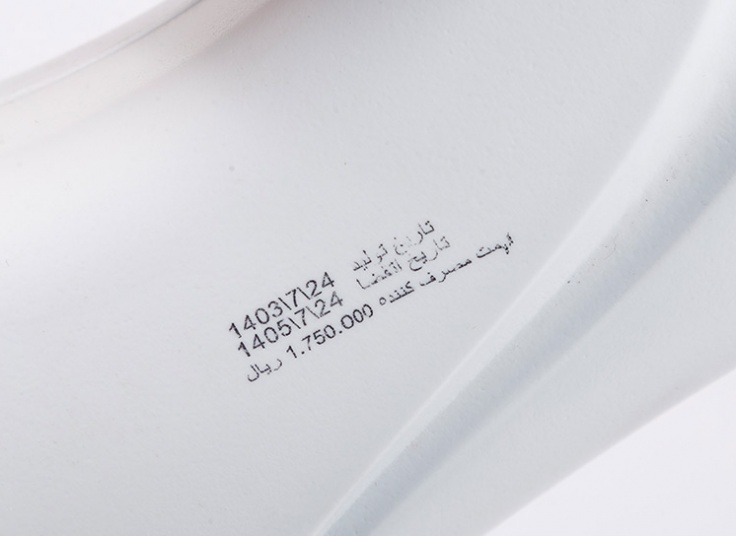 تاریخ تولید 1403\7\24
تاریخ انقضا 1405\7\24
قیمت مصرف کننده 1.750.000 ریال